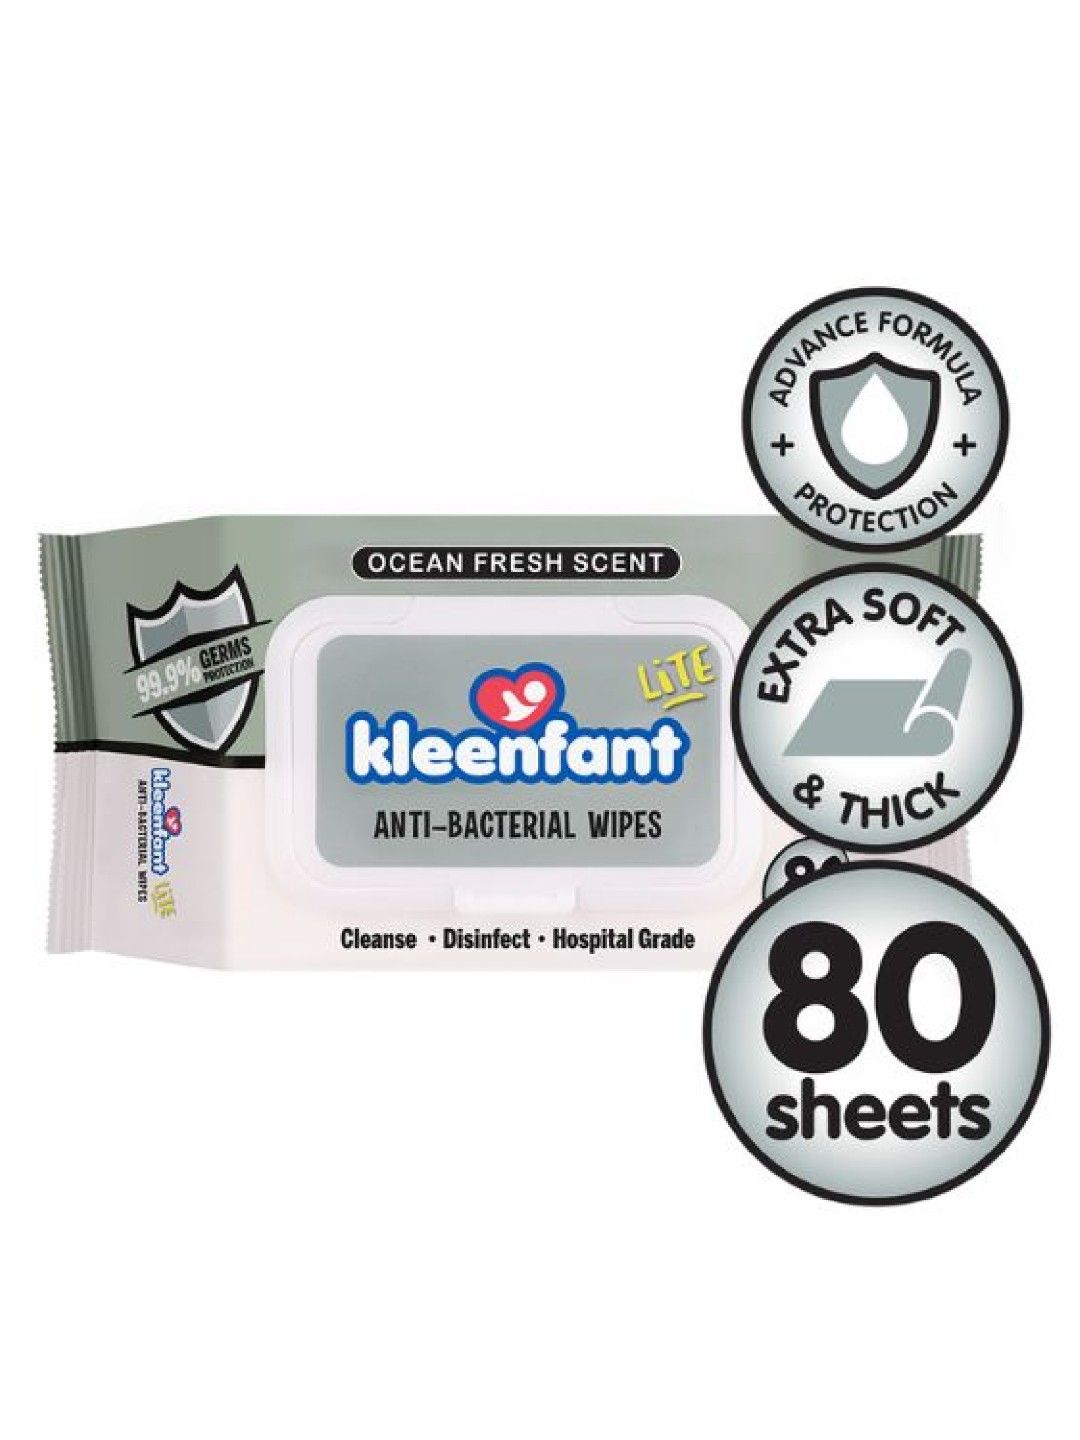 ADVANCE FORMULA
+ +
PROTECTION
OCEAN FRESH SCENT
99.9% GERMS
PROTECTION
LiTE
kleenfant
ANTI-BACTERIAL WIPES
EXTRA SOFT
& THICK
kleenfant
ANTI-BACTERIAL WIPES
LiTE
Cleanse • Disinfect • Hospital Grade
80
sheets